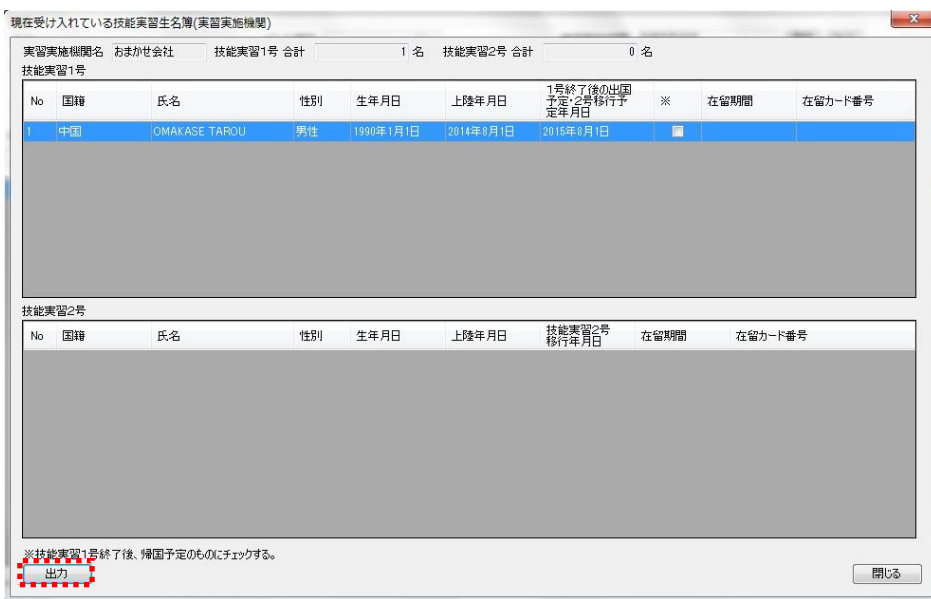 現在受け入れている技能実習生名簿(実習実施機関)
実習実施機関名 おまかせ会社 技能実習1号 合計 1 名 技能実習2号 合計 0 名
技能実習1号
No 国籍 氏名 性別 生年月日 上陸年月日 1号終了後の出国予定・2号移行予定年月日 ※ 在留期間 在留カード番号
1 中国 OMAKASE TAROU 男性 1990年1月1日 2014年8月1日 2015年8月1日
技能実習2号
No 国籍 氏名 性別 生年月日 上陸年月日 技能実習2号移行年月日 在留期間 在留カード番号
※技能実習1号終了後、帰国予定のものにチェックする。
出力 閉じる